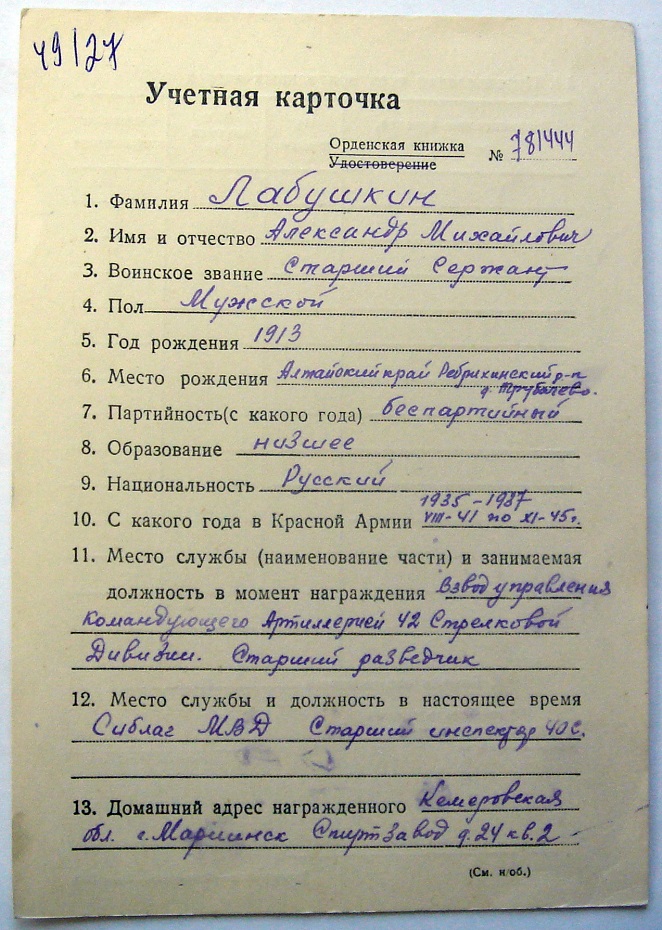 49/27
Учетная карточка
Орденская книжка
Удостоверение
№ 781444
1. Фамилия Лабушкин
2. Имя и отчество Александр Михайлович
3. Воинское звание Старший Сержант
4. Пол Мужской
5. Год рождения 1913
6. Место рождения Алтайский край Ребрихинский р-н
д. Трубачево.
7. Партийность(с какого года) беспартийный
8. Образование низшее
9. Национальность Русский
1935-1937
10. С какого года в Красной Армии VIII-41 по XI-45г.
11. Место службы (наименование части) и занимаемая
должность в момент награждения Взвод управления
Командующего Артиллерией 42 Стрелковой
Дивизии. Старший разведчик
12. Место службы и должность в настоящее время
Сиблаг МВД Старший инспектор ЧОС.
13. Домашний адрес награжденного Кемеровская
обл. г. Мариинск Спиртзавод д. 24 кв. 2
(См. н/об.)